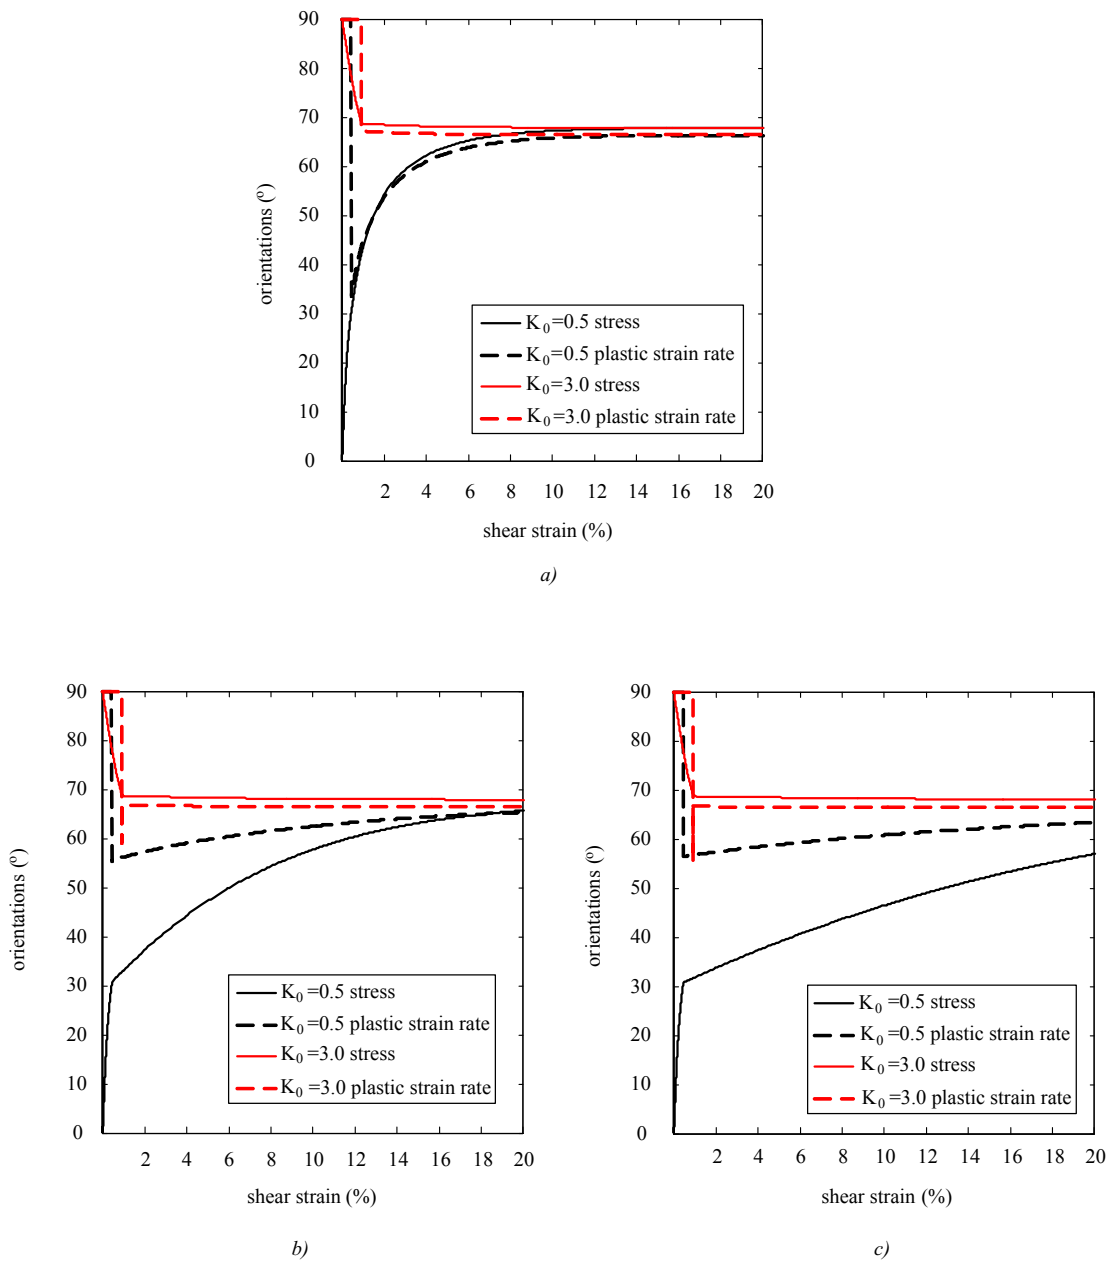 90
80
70
60
50
40
30
20
10
0
orientations (º)
K0=0.5 stress
K0=0.5 plastic strain rate
K0=3.0 stress
K0=3.0 plastic strain rate
2 4 6 8 10 12 14 16 18 20
shear strain (%)
a)
90
80
70
60
50
40
30
20
10
0
orientations (º)
K0=0.5 stress
K0=0.5 plastic strain rate
K0=3.0 stress
K0=3.0 plastic strain rate
2 4 6 8 10 12 14 16 18 20
shear strain (%)
b)
90
80
70
60
50
40
30
20
10
0
orientations (º)
K0=0.5 stress
K0=0.5 plastic strain rate
K0=3.0 stress
K0=3.0 plastic strain rate
2 4 6 8 10 12 14 16 18 20
shear strain (%)
c)